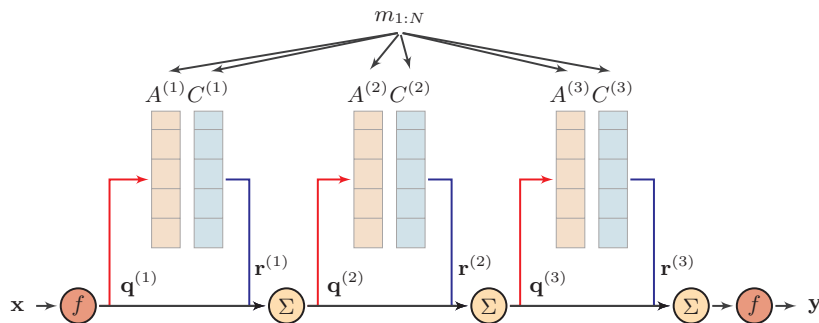 m₁:N
A⁽¹⁾ C⁽¹⁾ A⁽²⁾ C⁽²⁾ A⁽³⁾ C⁽³⁾
q⁽¹⁾ r⁽¹⁾ q⁽²⁾ r⁽²⁾ q⁽³⁾ r⁽³⁾
x f Σ Σ Σ f y